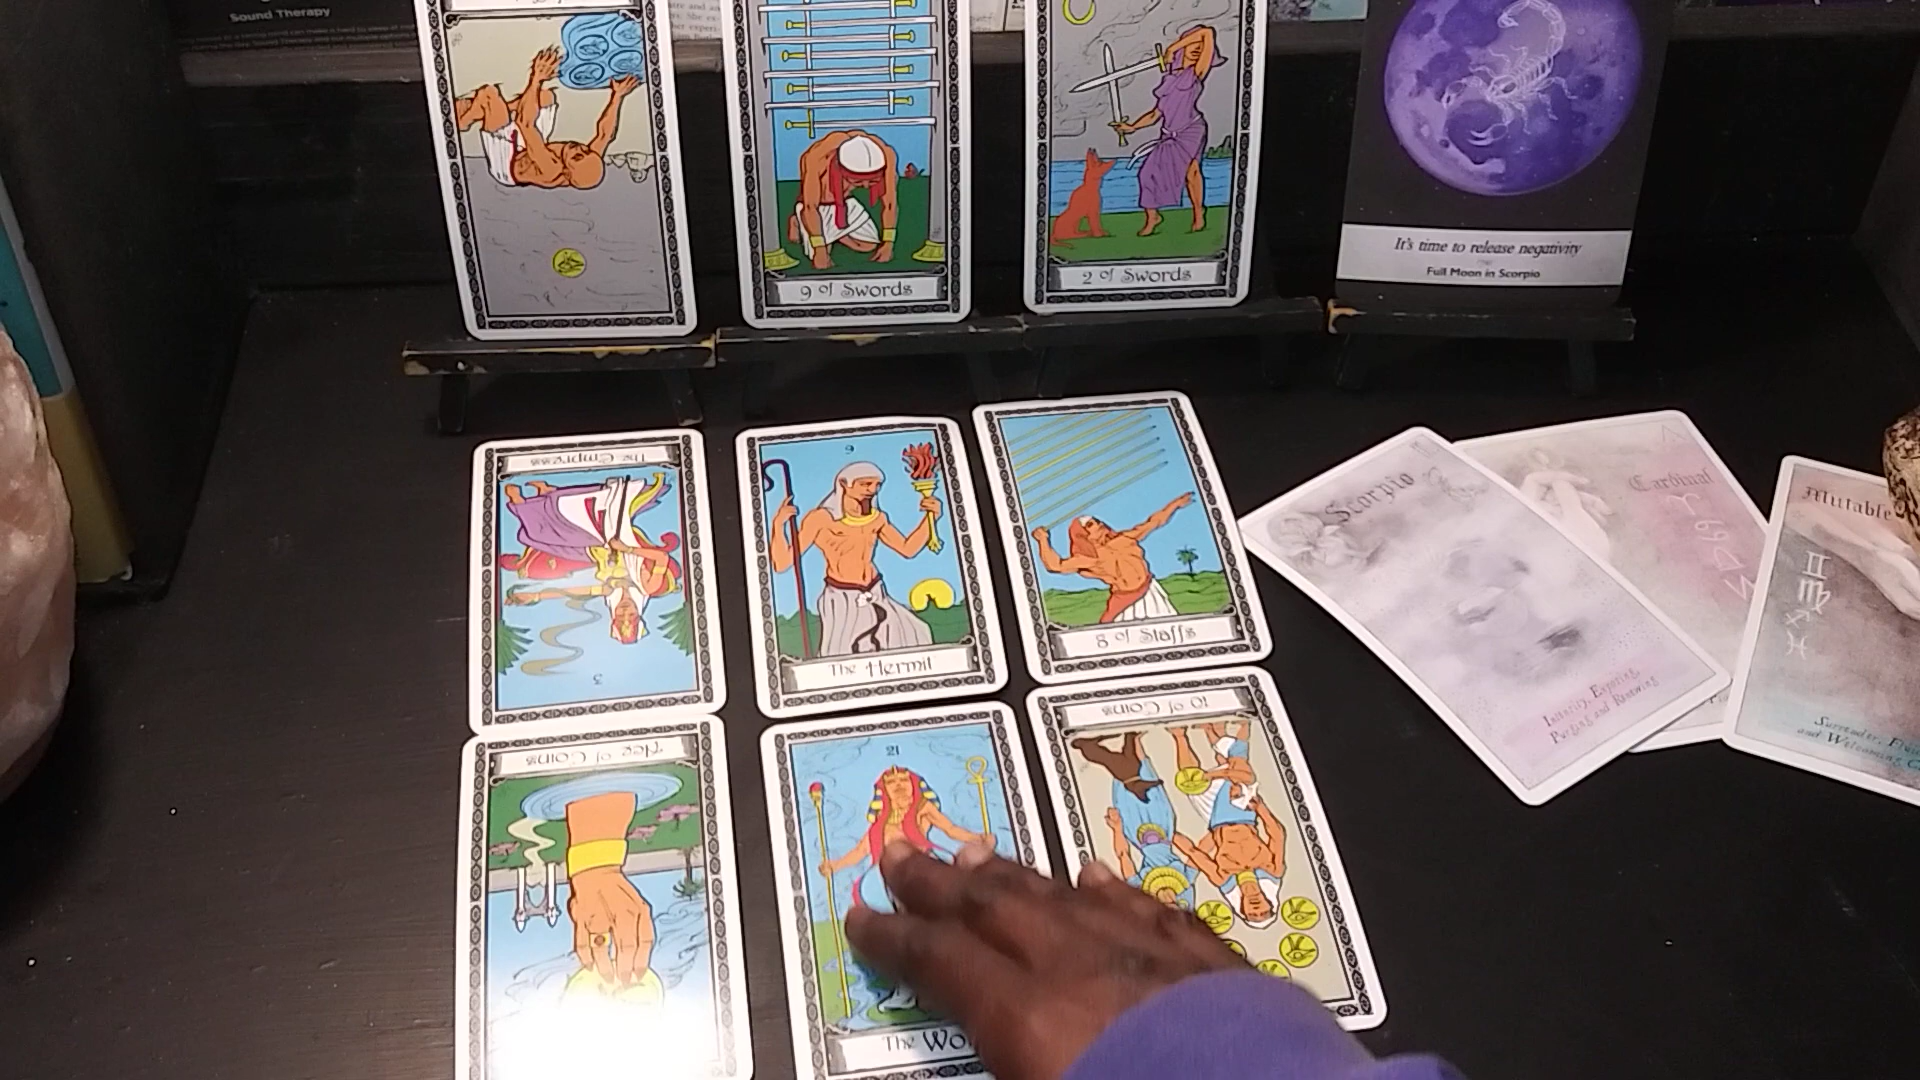 Sound Therapy
9 of Swords
2 of Swords
It's time to release negativity
Full Moon in Scorpio
The Empress
3
9
The Hermit
8 of Staffs
Scorpio
Intensity, Exposing,
Purging and Renewing
Cardinal
Mutable
Surrender,
and
Ace of Coins
21
The
10 of Coins